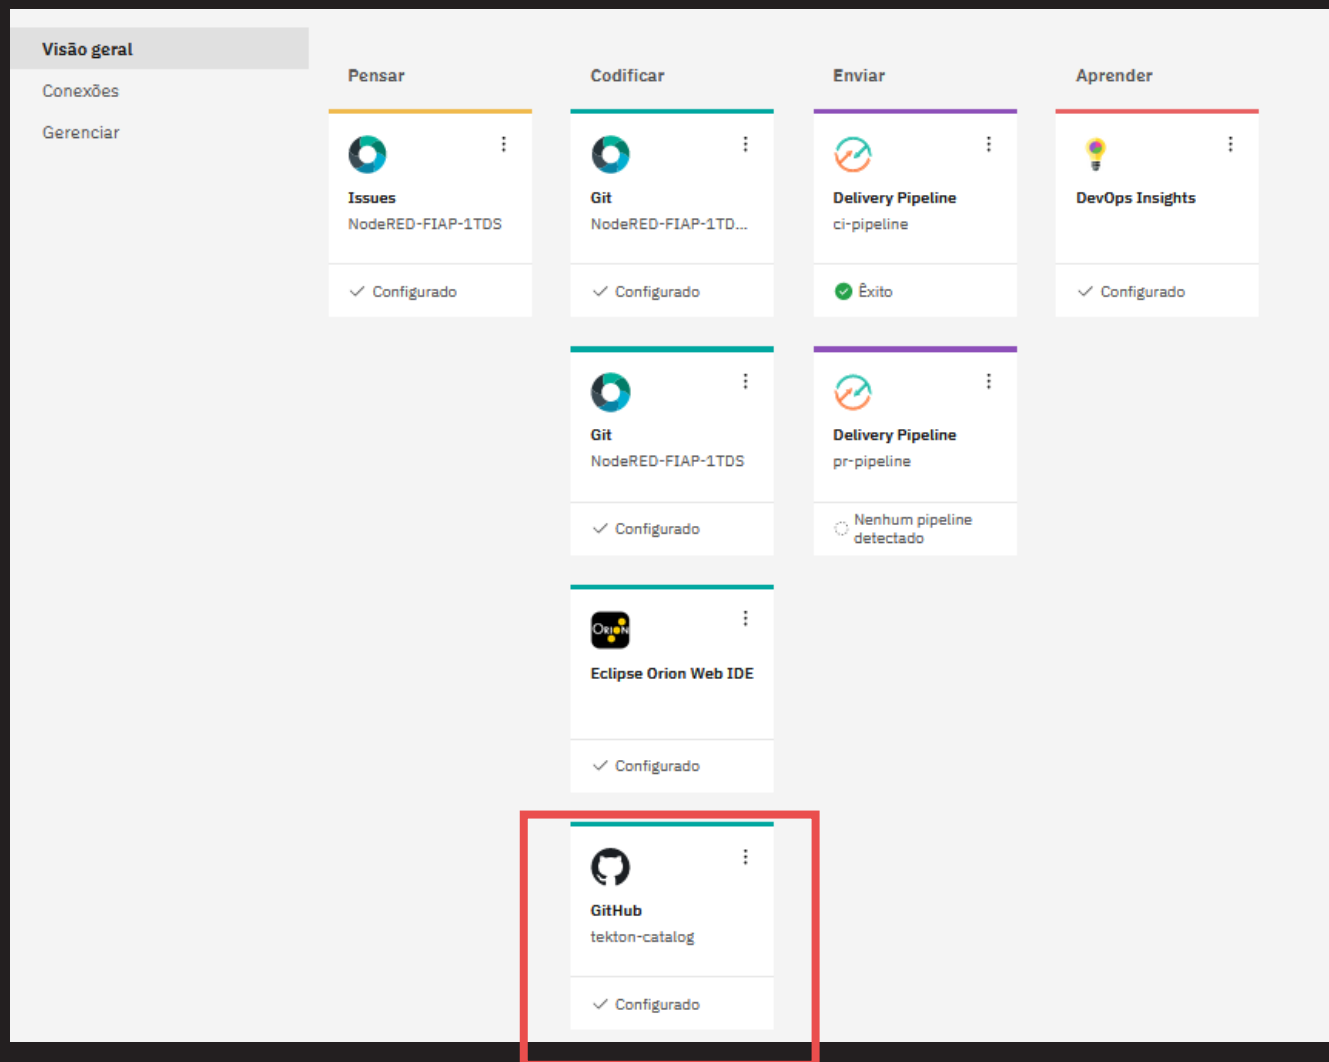 Visão geral
Conexões
Gerenciar
Pensar
Issues
NodeRED-FIAP-1TDS
Configurado
Codificar
Git
NodeRED-FIAP-1TD...
Configurado
Git
NodeRED-FIAP-1TDS
Configurado
ORION
Eclipse Orion Web IDE
Configurado
GitHub
tekton-catalog
Configurado
Enviar
Delivery Pipeline
ci-pipeline
Êxito
Delivery Pipeline
pr-pipeline
Nenhum pipeline
detectado
Aprender
DevOps Insights
Configurado